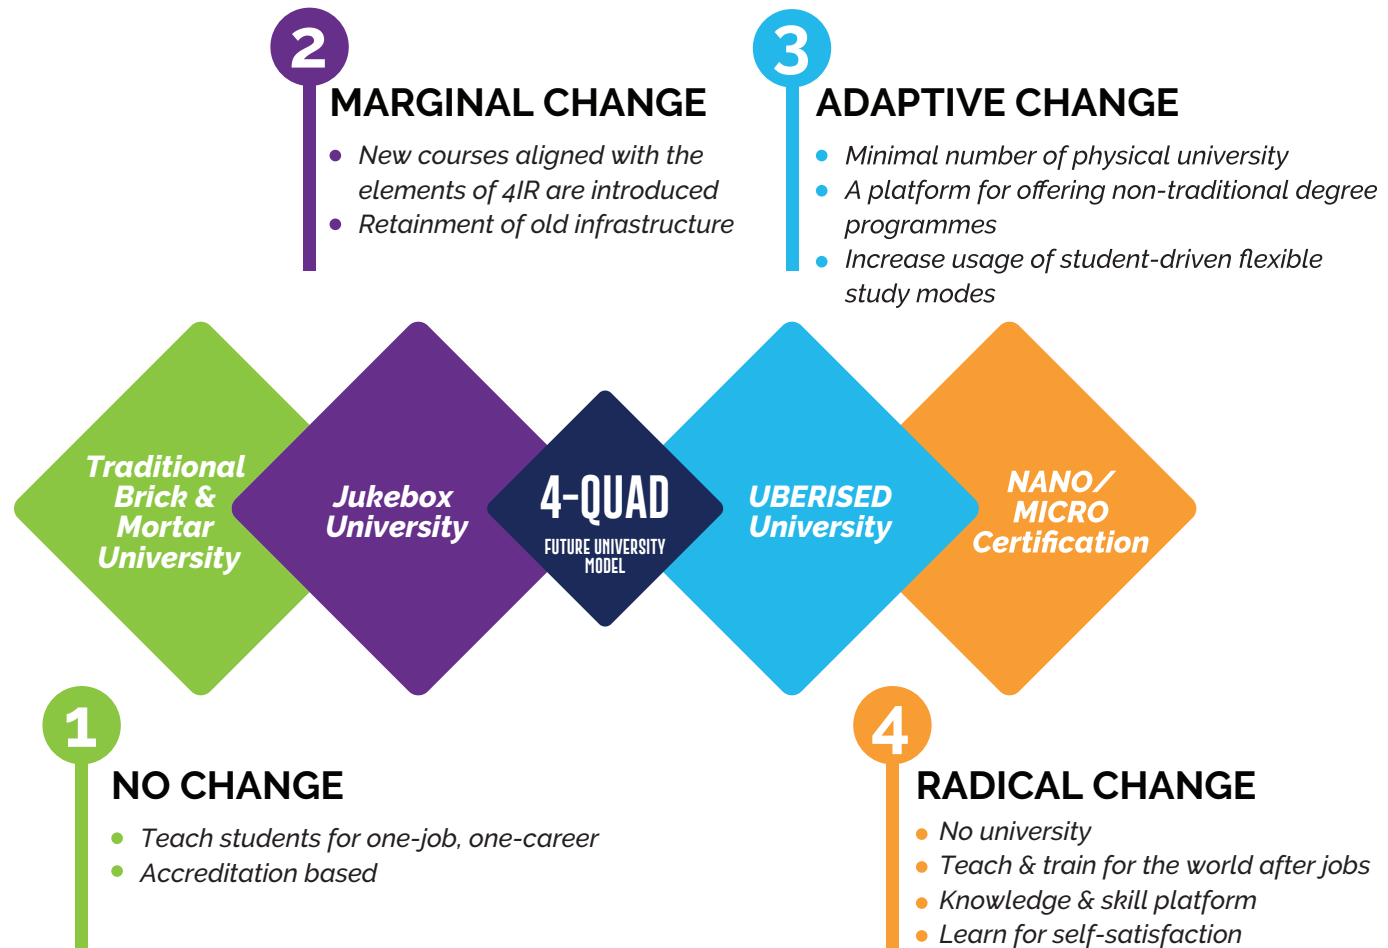 2
MARGINAL CHANGE
New courses aligned with the
elements of 4IR are introduced
Retainment of old infrastructure
3
ADAPTIVE CHANGE
Minimal number of physical university
A platform for offering non-traditional degree
programmes
Increase usage of student-driven flexible
study modes
Traditional
Brick &
Mortar
University
Jukebox
University
4-QUAD
FUTURE UNIVERSITY
MODEL
UBERISED
University
NANO/
MICRO
Certification
1
NO CHANGE
Teach students for one-job, one-career
Accreditation based
4
RADICAL CHANGE
No university
Teach & train for the world after jobs
Knowledge & skill platform
Learn for self-satisfaction